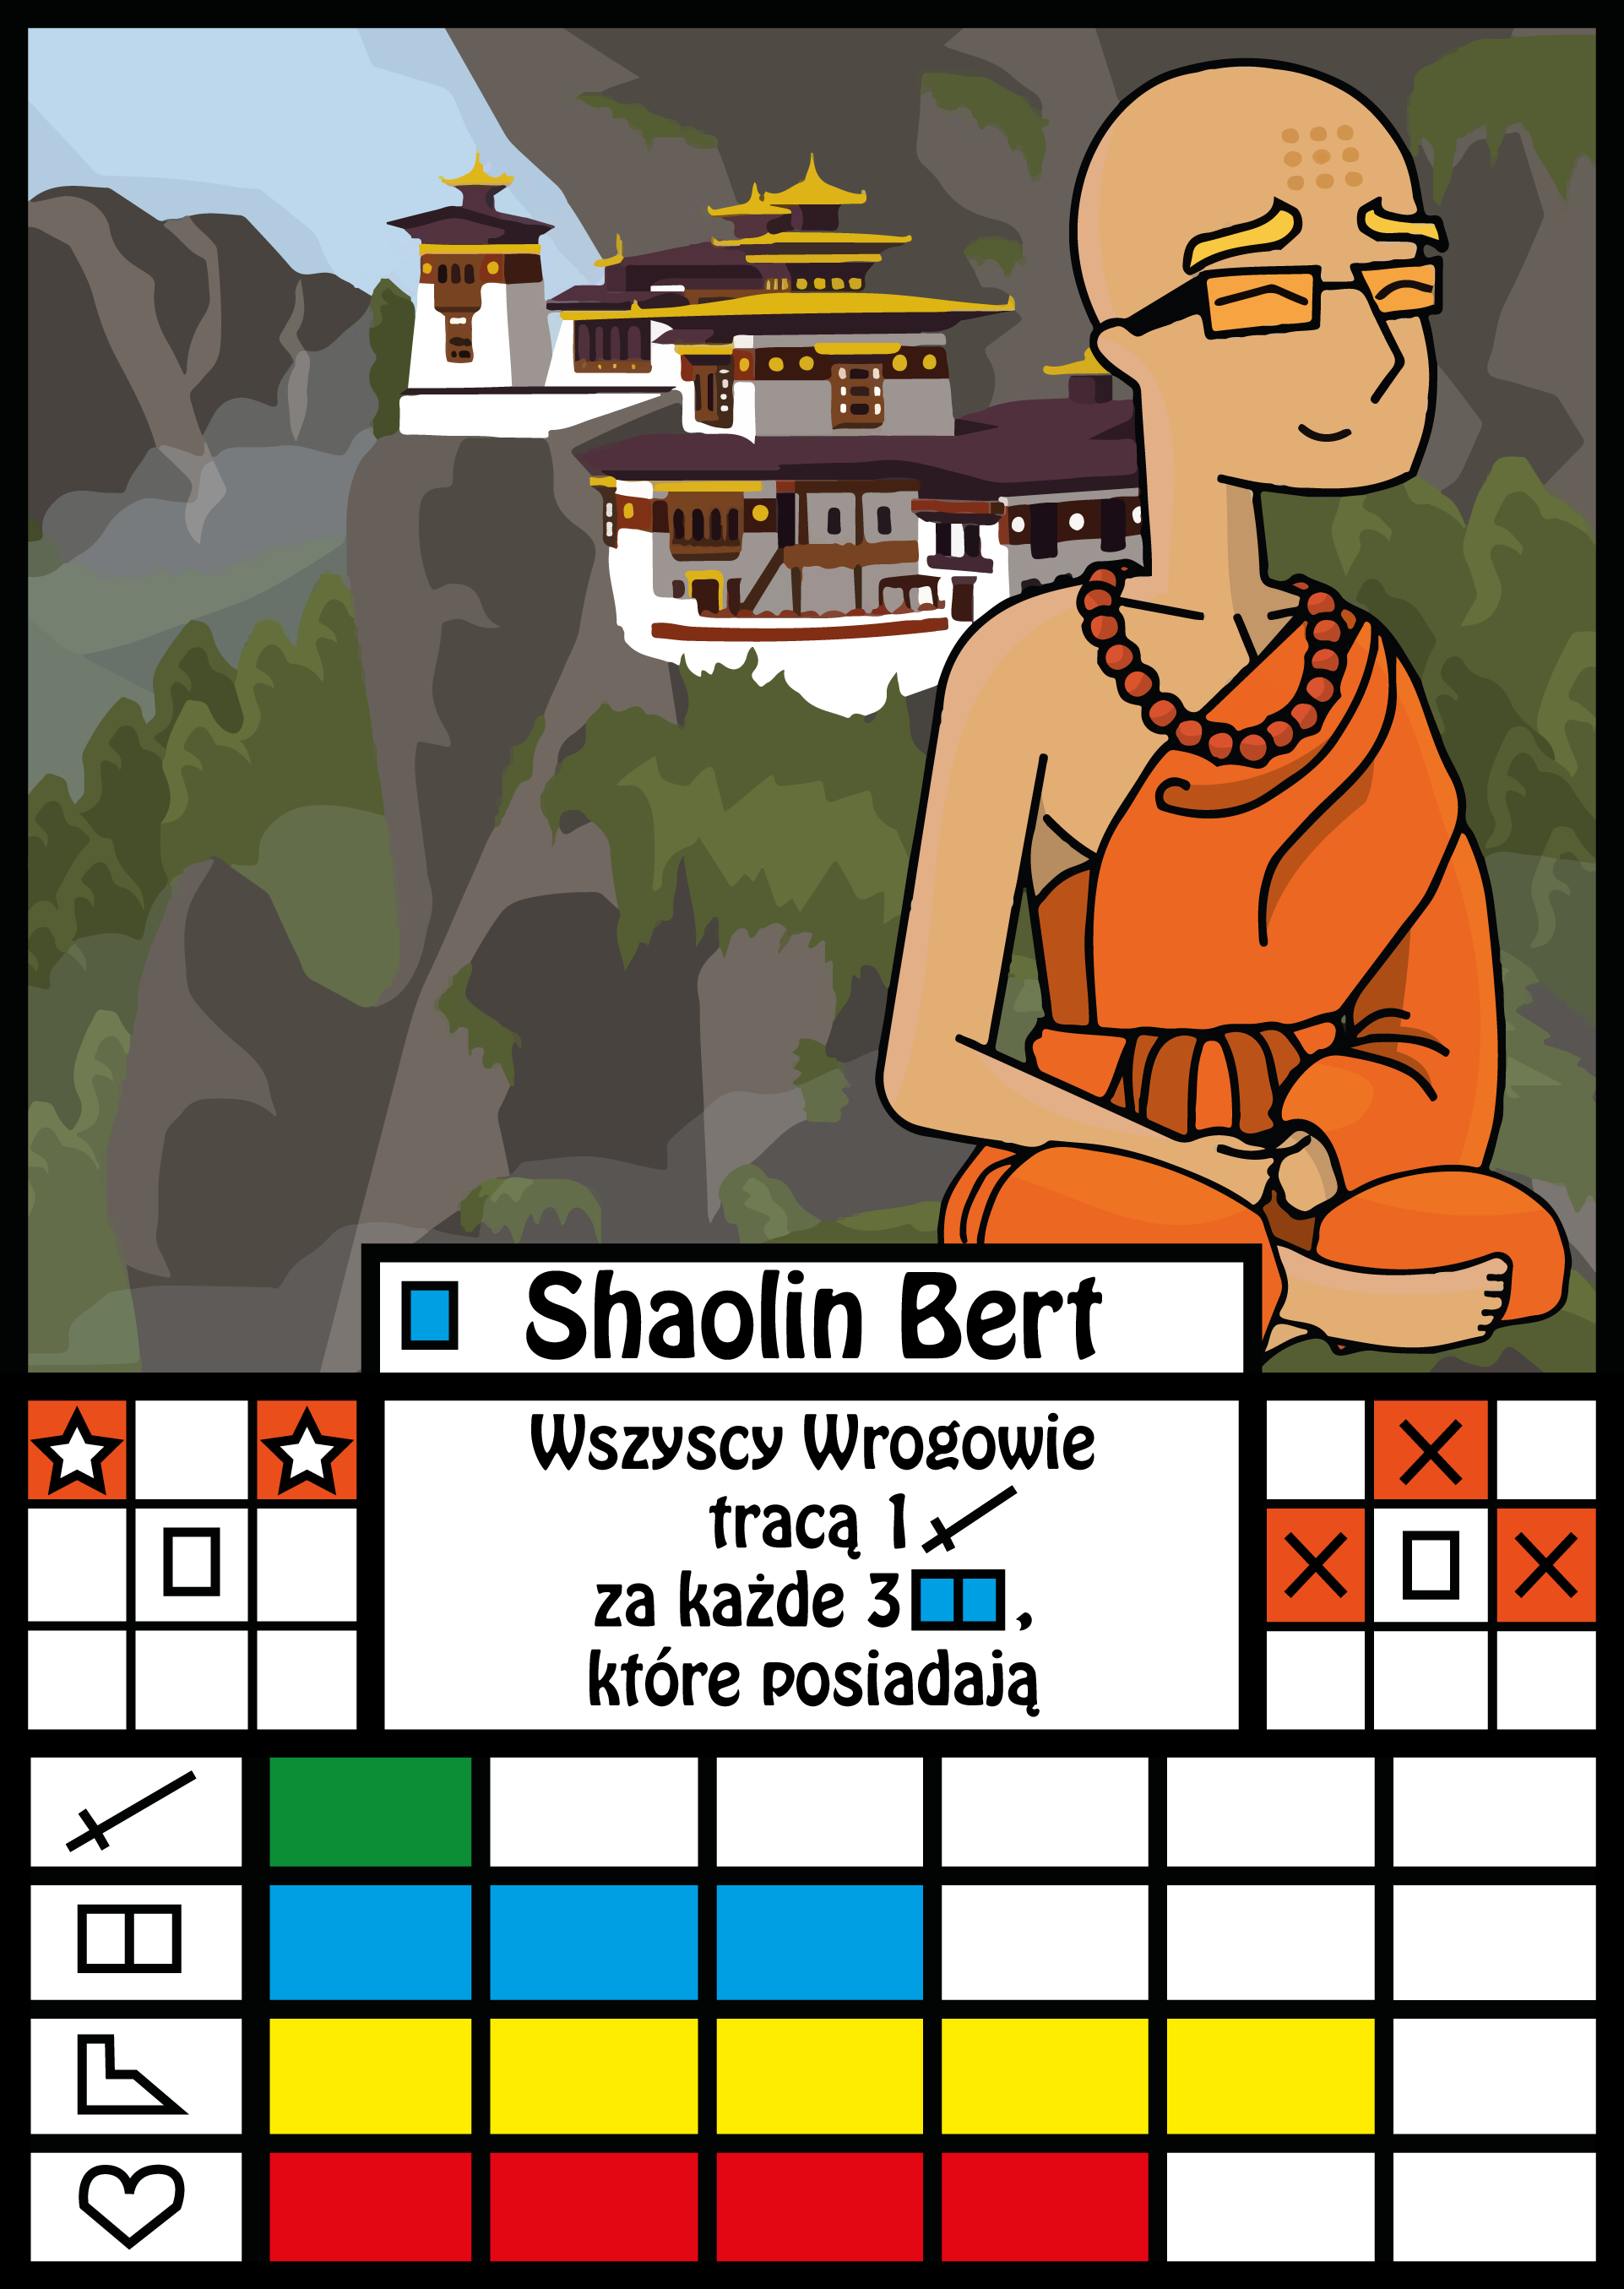 Shaolin Bert
Wszyscy Wrogowie
tracą 1
za każde 3 ,
które posiadają